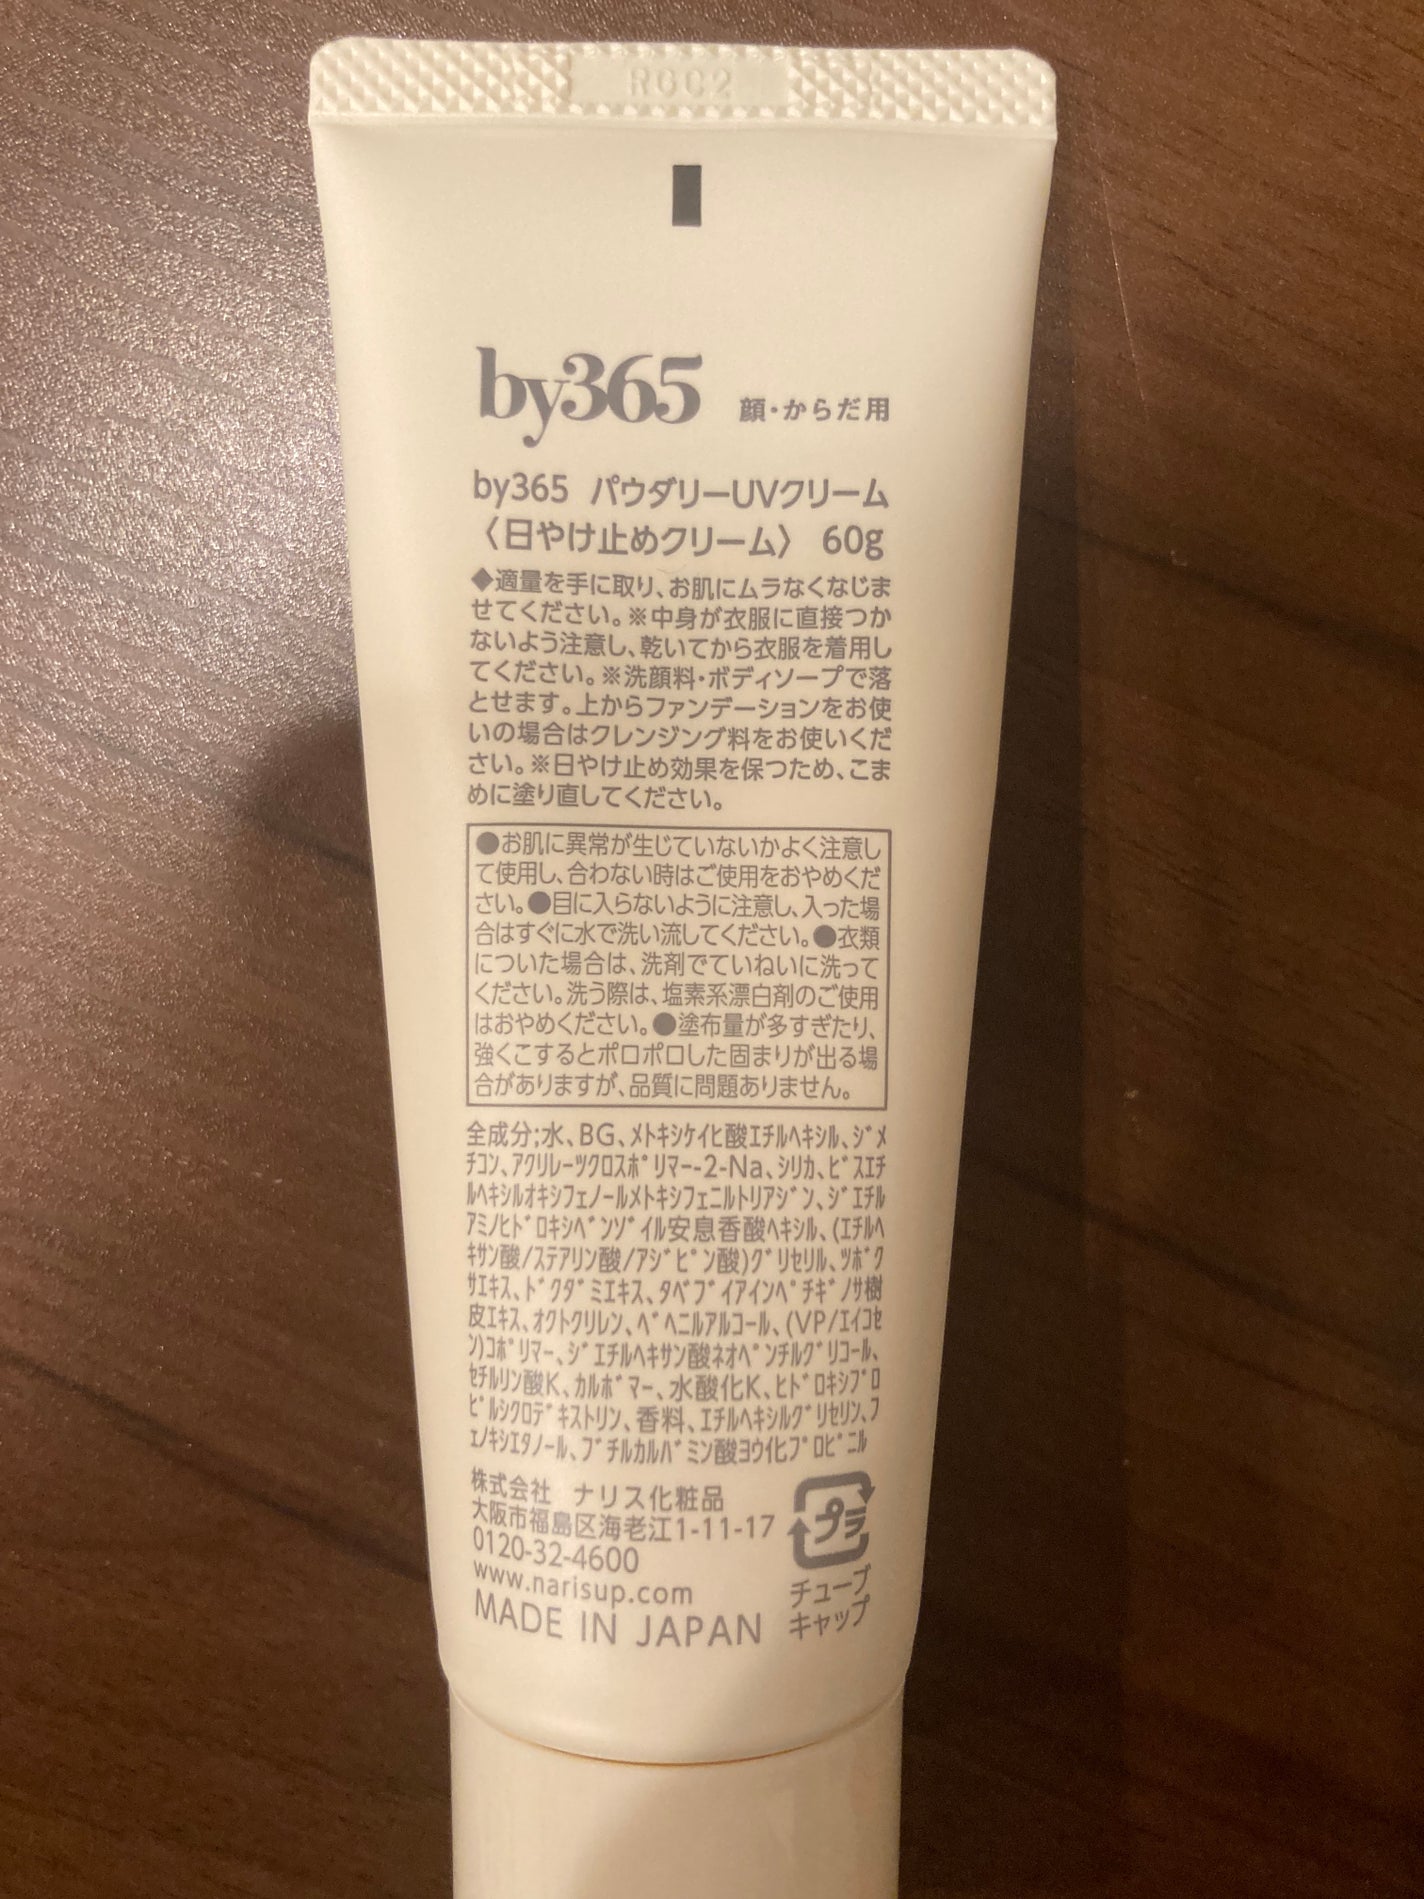 RGC2
by365 顔・からだ用
by365 パウダリーUVクリーム
〈日やけ止めクリーム〉 60g
◆適量を手に取り、お肌にムラなくなじま
せてください。※中身が衣服に直接つか
ないよう注意し、乾いてから衣服を着用し
てください。※洗顔料・ボディソープで落
とせます。上からファンデーションをお使
いの場合はクレンジング料をお使いくだ
さい。※日やけ止め効果を保つため、こま
めに塗り直してください。
●お肌に異常が生じていないかよく注意し
て使用し、合わない時はご使用をおやめくだ
さい。●目に入らないように注意し、入った場
合はすぐに水で洗い流してください。●衣類
についた場合は、洗剤でていねいに洗って
ください。洗う際は、塩素系漂白剤のご使用
はおやめください。●塗布量が多すぎたり、
強くこするとポロポロした固まりが出る場
合がありますが、品質に問題ありません。
全成分;水、BG、ﾒﾄｷｼｹｲﾋ酸ｴﾁﾙﾍｷｼﾙ、ｼﾞﾒ
ﾁｺﾝ、ｱｸﾘﾚｰﾂｸﾛｽﾎﾟﾘﾏｰ-2-Na、ｼﾘｶ、ﾋﾞｽｴﾁ
ﾙﾍｷｼﾙｵｷｼﾌｪﾉｰﾙﾒﾄｷｼﾌｪﾆﾙﾄﾘｱｼﾞﾝ、ｼﾞｴﾁﾙ
ｱﾐﾉﾋﾄﾞﾛｷｼﾍﾞﾝｿﾞｲﾙ安息香酸ﾍｷｼﾙ、(ｴﾁﾙﾍ
ｷｻﾝ酸/ｽﾃｱﾘﾝ酸/ｱｼﾞﾋﾟﾝ酸)ｸﾞﾘｾﾘﾙ、ﾂﾎﾞｸ
ｻｴｷｽ、ﾄﾞｸﾀﾞﾐｴｷｽ、ﾀﾍﾞﾌﾞｲｱｲﾝﾍﾟﾁｷﾞﾉｻ樹
皮ｴｷｽ、ｵｸﾄｸﾘﾚﾝ、ﾍﾞﾍﾆﾙｱﾙｺｰﾙ、(VP/ｴｲｺｾ
ﾝ)ｺﾎﾟﾘﾏｰ、ｼﾞｴﾁﾙﾍｷｻﾝ酸ﾈｵﾍﾟﾝﾁﾙｸﾞﾘｺｰﾙ、
ｾﾁﾙﾘﾝ酸K、ｶﾙﾎﾞﾏｰ、水酸化K、ﾋﾄﾞﾛｷｼﾌﾟﾛ
ﾋﾟﾙｼｸﾛﾃﾞｷｽﾄﾘﾝ、香料、ｴﾁﾙﾍｷｼﾙｸﾞﾘｾﾘﾝ、ﾌ
ｪﾉｷｼｴﾀﾉｰﾙ、ﾌﾞﾁﾙｶﾙﾊﾞﾐﾝ酸ﾖｳｲﾋﾌﾟﾛﾋﾟﾆﾙ
株式会社 ナリス化粧品
大阪市福島区海老江1-11-17
0120-32-4600
www.narisup.com
MADE IN JAPAN
プラ
チューブ
キャップ